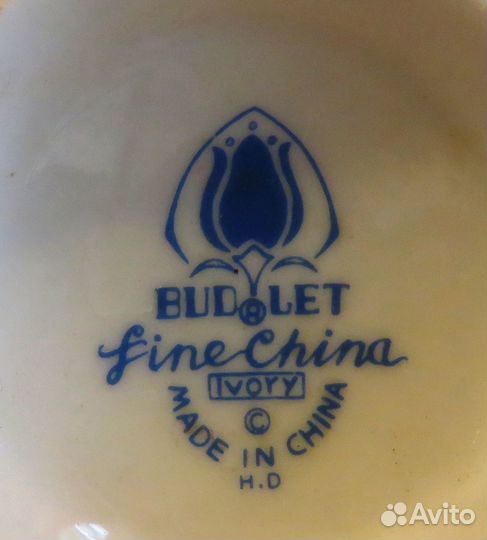 BUD ® LET
fine China
Ivory
©
MADE IN CHINA
H.D
Avito